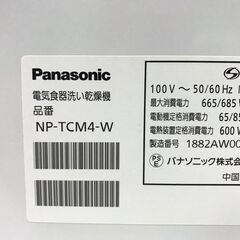 Panasonic
電気食器洗い乾燥機
品番
NP-TCM4-W
100V～50/60Hz
最大消費電力 665/685
電動機定格消費電力 65/85
電熱装置定格消費電力 600
製造番号 1882AW00
PS
E
パナソニック株式会
中国